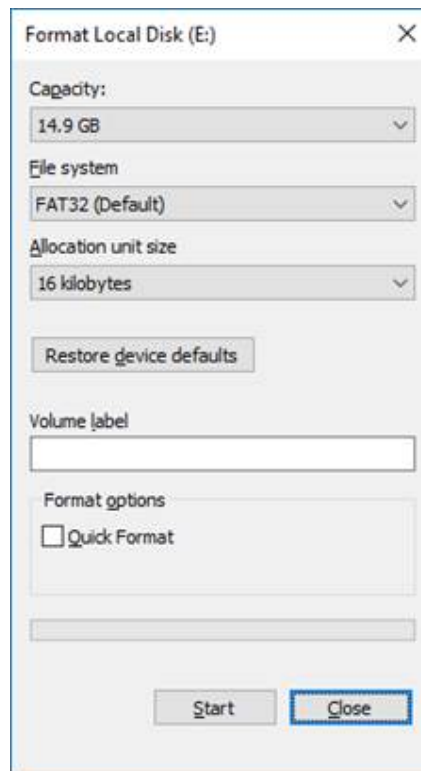 Format Local Disk (E:)
Capacity:
14.9 GB
File system
FAT32 (Default)
Allocation unit size
16 kilobytes
Restore device defaults
Volume label
Format options
Quick Format
Start
Close